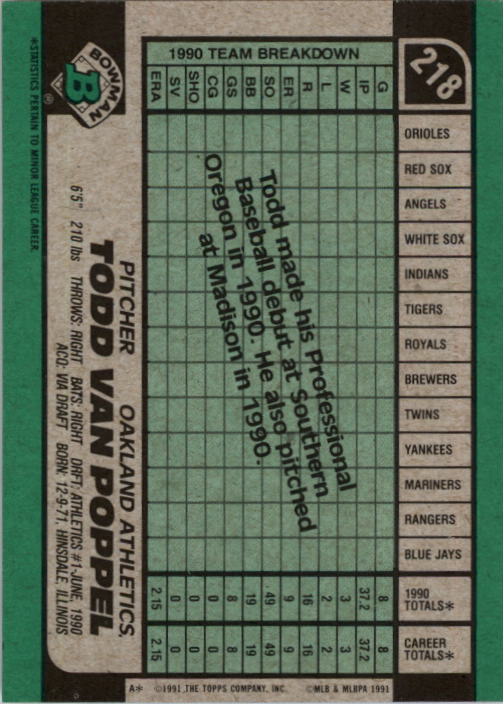 218
1990 TEAM BREAKDOWN
G IP W L R ER SO BB GS CG SHO SV ERA
ORIOLES
RED SOX
ANGELS
WHITE SOX
INDIANS
TIGERS
ROYALS
BREWERS
TWINS
YANKEES
MARINERS
RANGERS
BLUE JAYS
1990 TOTALS* 8 37.2 3 2 16 9 49 19 8 0 0 0 2.15
CAREER TOTALS* 8 37.2 3 2 16 9 49 19 8 0 0 0 2.15
Todd made his Professional
Baseball debut at Southern
Oregon in 1990. He also pitched
at Madison in 1990.
BOWMAN
B
®
PITCHER OAKLAND ATHLETICS
TODD VAN POPPEL
6'5" 210 lbs THROWS: RIGHT BATS: RIGHT DRFT: ATHLETICS #1-JUNE, 1990
ACQ: VIA DRAFT BORN: 12-9-71, HINSDALE, ILLINOIS
*STATISTICS PERTAIN TO MINOR LEAGUE CAREER.
A* ©1991 THE TOPPS COMPANY, INC. ©MLB & MLBPA 1991